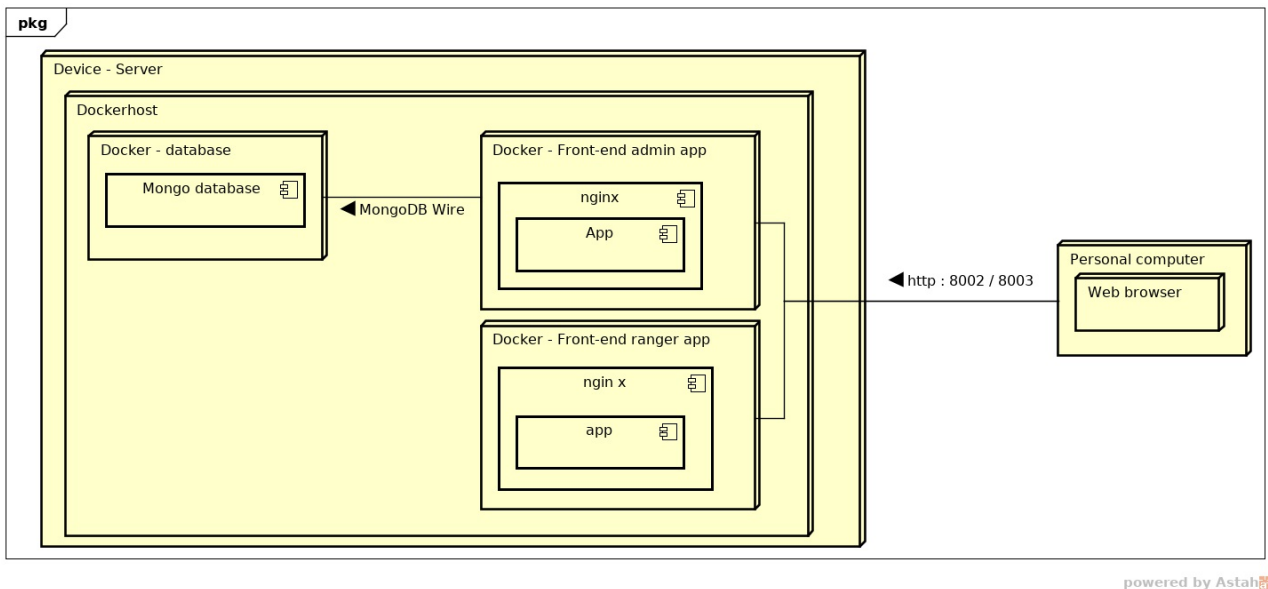 pkg
Device - Server
Dockerhost
Docker - database
Mongo database
MongoDB Wire
Docker - Front-end admin app
nginx
App
Docker - Front-end ranger app
ngin x
app
http : 8002 / 8003
Personal computer
Web browser
powered by Astah